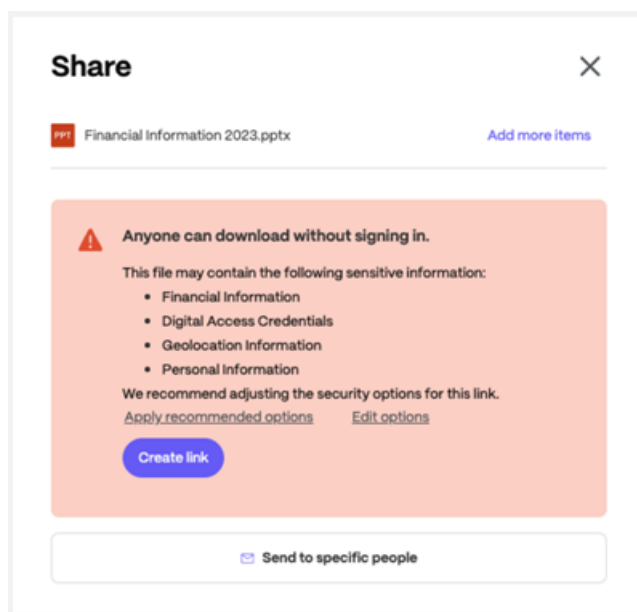 Share
PPT Financial Information 2023.pptx Add more items
Anyone can download without signing in.
This file may contain the following sensitive information:
• Financial Information
• Digital Access Credentials
• Geolocation Information
• Personal Information
We recommend adjusting the security options for this link.
Apply recommended options Edit options
Create link
Send to specific people